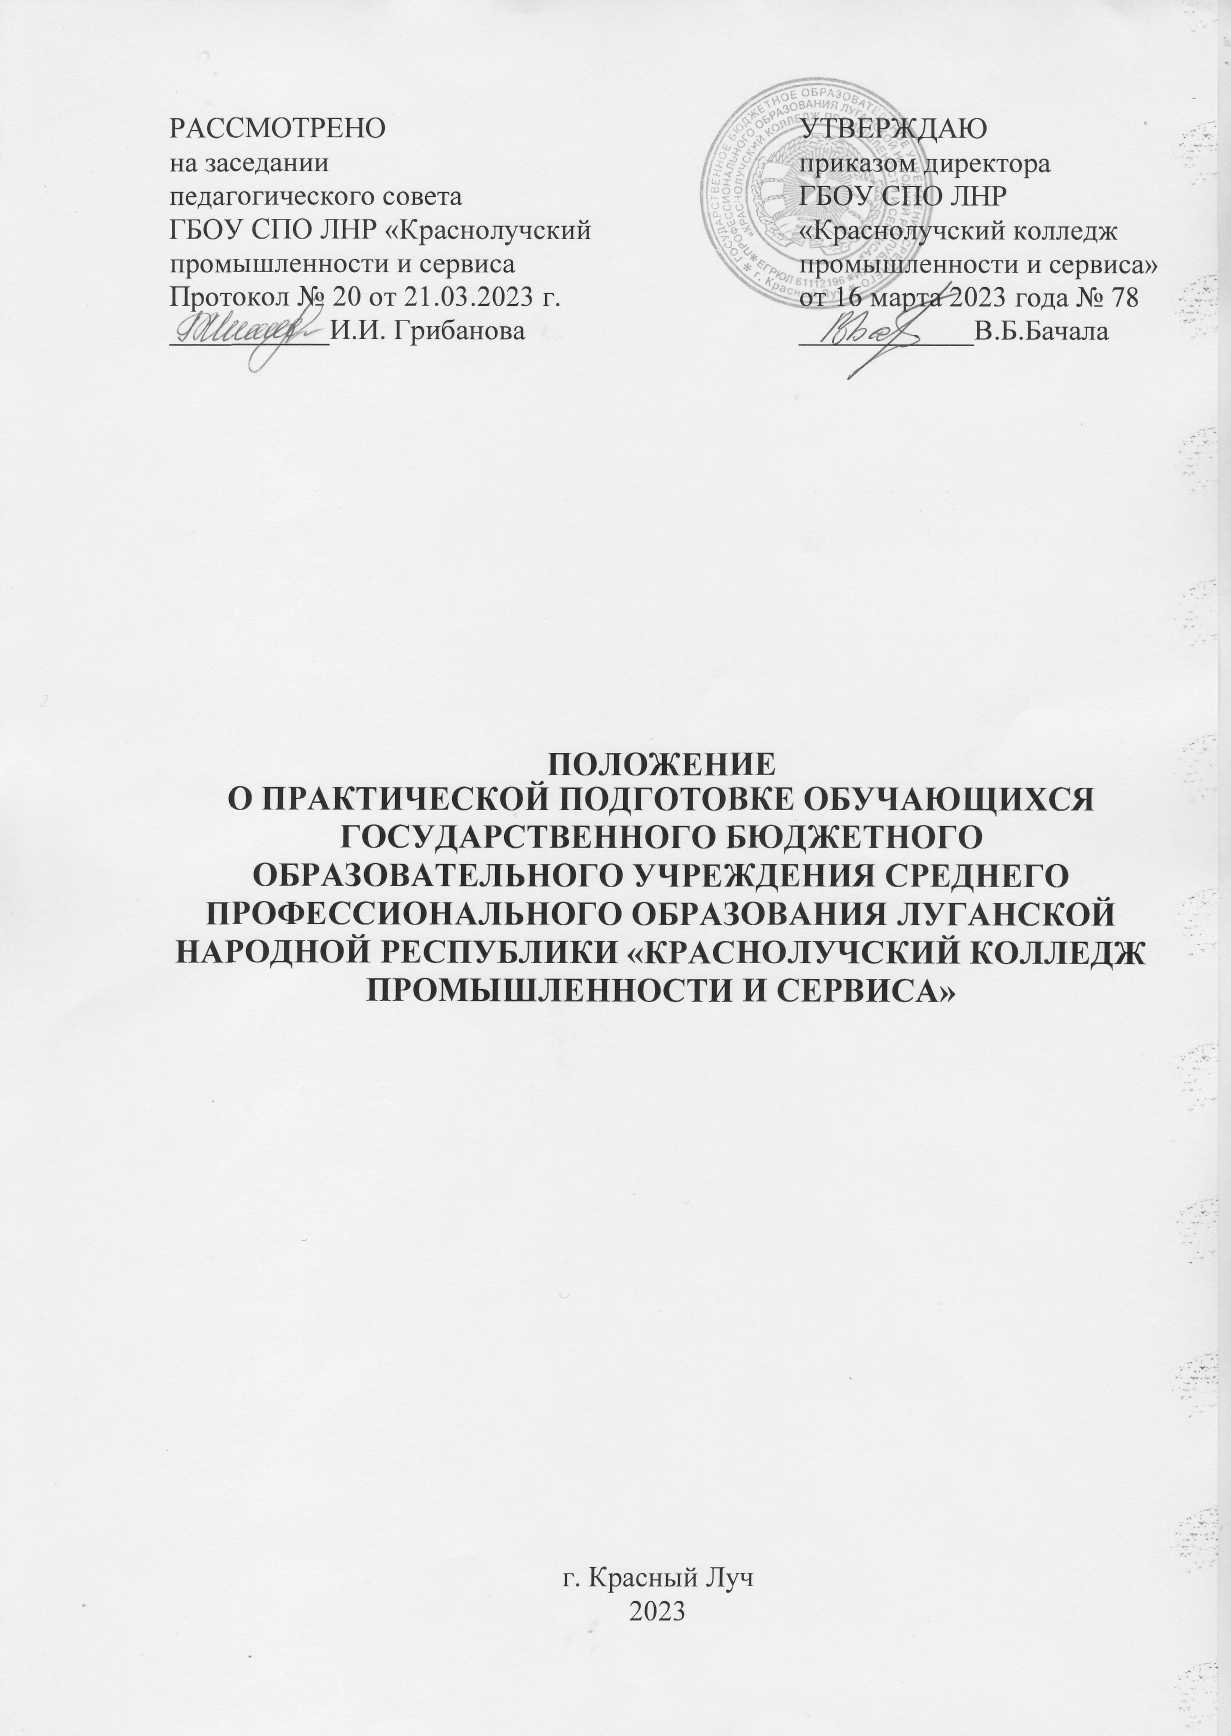 РАССМОТРЕНО
на заседании
педагогического совета
ГБОУ СПО ЛНР «Краснолучский
промышленности и сервиса
Протокол № 20 от 21.03.2023 г.
___________И.И. Грибанова
УТВЕРЖДАЮ
приказом директора
ГБОУ СПО ЛНР
«Краснолучский колледж
промышленности и сервиса»
от 16 марта 2023 года № 78
____________В.Б.Бачала
ПОЛОЖЕНИЕ
О ПРАКТИЧЕСКОЙ ПОДГОТОВКЕ ОБУЧАЮЩИХСЯ
ГОСУДАРСТВЕННОГО БЮДЖЕТНОГО
ОБРАЗОВАТЕЛЬНОГО УЧРЕЖДЕНИЯ СРЕДНЕГО
ПРОФЕССИОНАЛЬНОГО ОБРАЗОВАНИЯ ЛУГАНСКОЙ
НАРОДНОЙ РЕСПУБЛИКИ «КРАСНОЛУЧСКИЙ КОЛЛЕДЖ
ПРОМЫШЛЕННОСТИ И СЕРВИСА»
г. Красный Луч
2023